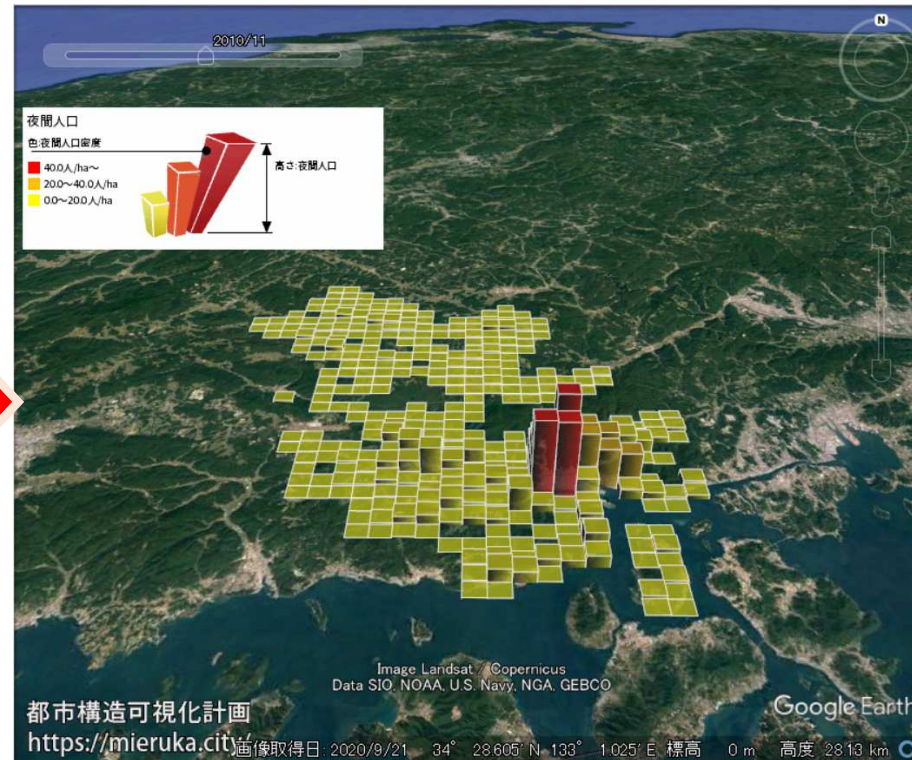 2010/11
N
夜間人口
色:夜間人口密度
40.0人/ha～
20.0～40.0人/ha
0.0～20.0人/ha
高さ:夜間人口
Image Landsat / Copernicus
Data SIO, NOAA, U.S. Navy, NGA, GEBCO
都市構造可視化計画
https://mieruka.city/
Google Earth
画像取得日: 2020/9/21 34° 28.605' N 133° 1.025' E 標高 0 m 高度 28.13 km